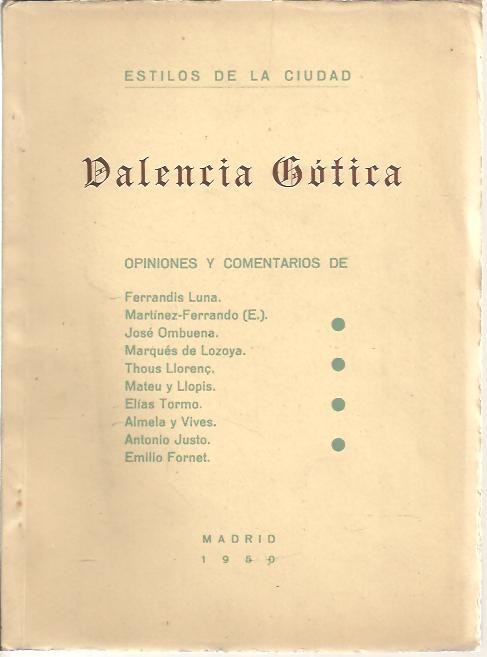 ESTILOS DE LA CIUDAD
Valencia Gótica
OPINIONES Y COMENTARIOS DE
Ferrandis Luna.
Martínez-Ferrando (E.).
José Ombuena.
Marqués de Lozoya.
Thous Llorenç.
Mateu y Llopis.
Elías Tormo.
Almela y Vives.
Antonio Justo.
Emilio Fornet.
MADRID
1950